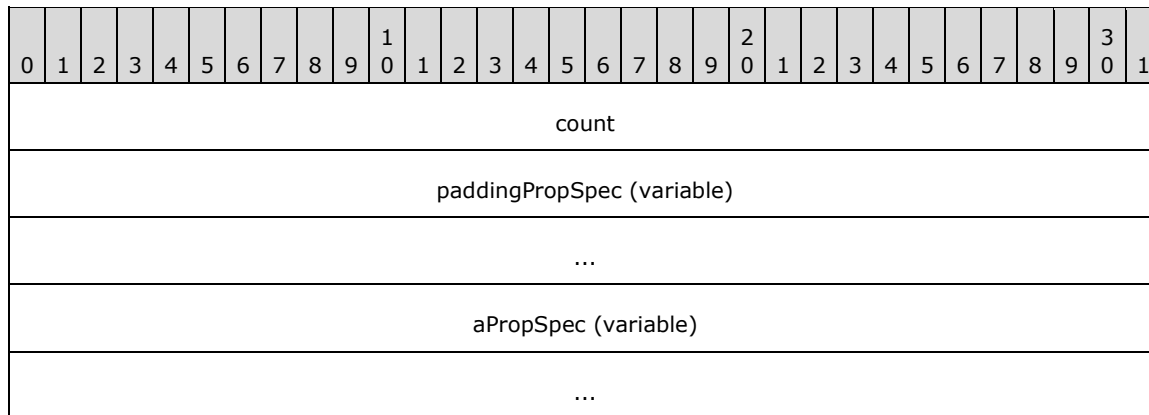 1 2 3
0 1 2 3 4 5 6 7 8 9 0 1 2 3 4 5 6 7 8 9 0 1 2 3 4 5 6 7 8 9 0 1
count
paddingPropSpec (variable)
...
aPropSpec (variable)
...